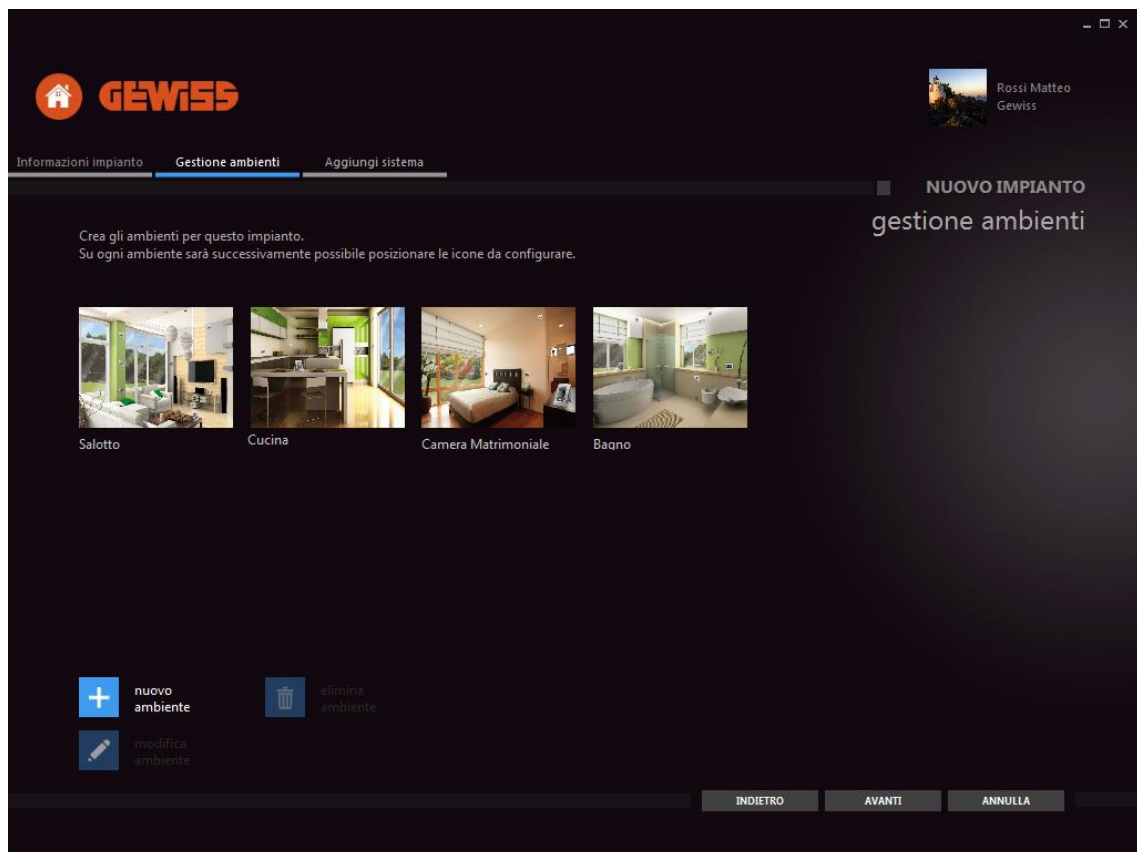 GEWISS
Rossi Matteo
Gewiss
Informazioni impianto
Gestione ambienti
Aggiungi sistema
NUOVO IMPIANTO
gestione ambienti
Crea gli ambienti per questo impianto.
Su ogni ambiente sarà successivamente possibile posizionare le icone da configurare.
Salotto
Cucina
Camera Matrimoniale
Bagno
nuovo
ambiente
elimina
ambiente
modifica
ambiente
INDIETRO
AVANTI
ANNULLA